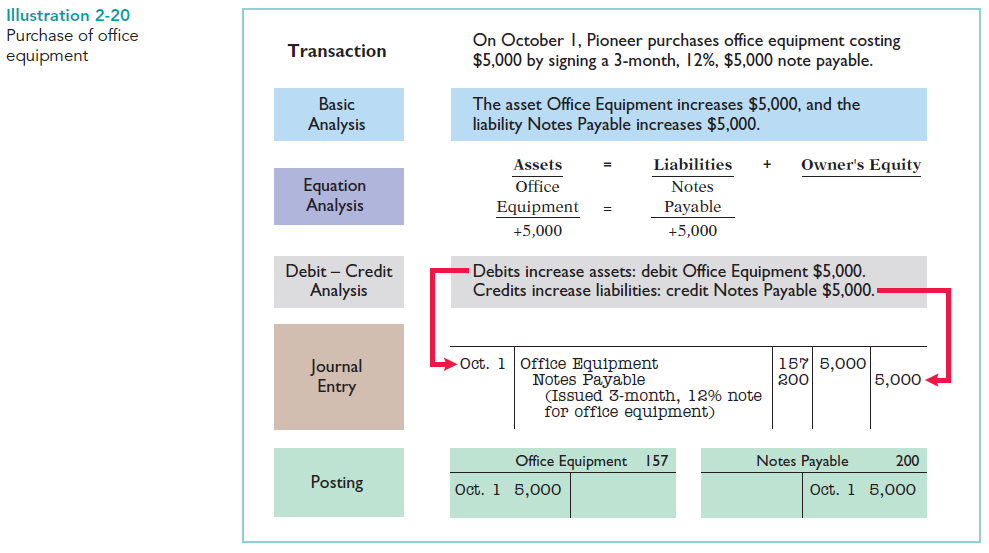 Illustration 2-20
Purchase of office
equipment
Transaction
On October 1, Pioneer purchases office equipment costing
$5,000 by signing a 3-month, 12%, $5,000 note payable.
Basic
Analysis
The asset Office Equipment increases $5,000, and the
liability Notes Payable increases $5,000.
Equation
Analysis
Assets = Liabilities + Owner's Equity
Office Notes
Equipment = Payable
+5,000 +5,000
Debit – Credit
Analysis
Debits increase assets: debit Office Equipment $5,000.
Credits increase liabilities: credit Notes Payable $5,000.
Journal
Entry
Oct. 1 Office Equipment 157 5,000
Notes Payable 200 5,000
(Issued 3-month, 12% note
for office equipment)
Posting
Office Equipment 157
Oct. 1 5,000
Notes Payable 200
Oct. 1 5,000